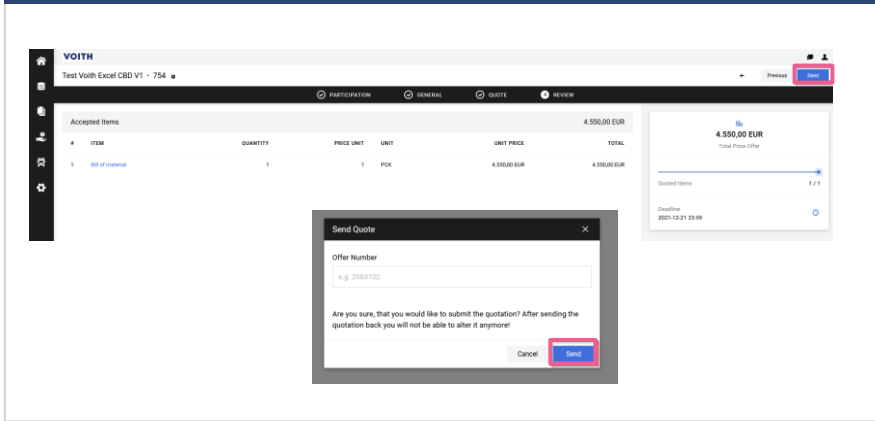 VOITH
Test Voith Excel CBD V1 - 754
Previous Send
PARTICIPATION GENERAL QUOTE 4 REVIEW
Accepted Items 4.550,00 EUR
# ITEM QUANTITY PRICE UNIT UNIT UNIT PRICE TOTAL
1 Bill of material 1 1 PCK 4.550,00 EUR 4.550,00 EUR
4.550,00 EUR
Total Price Offer
Quoted Items 1 / 1
Deadline
2021-12-21 23:59
Send Quote
Offer Number
e.g. 2983102
Are you sure, that you would like to submit the quotation? After sending the
quotation back you will not be able to alter it anymore!
Cancel Send